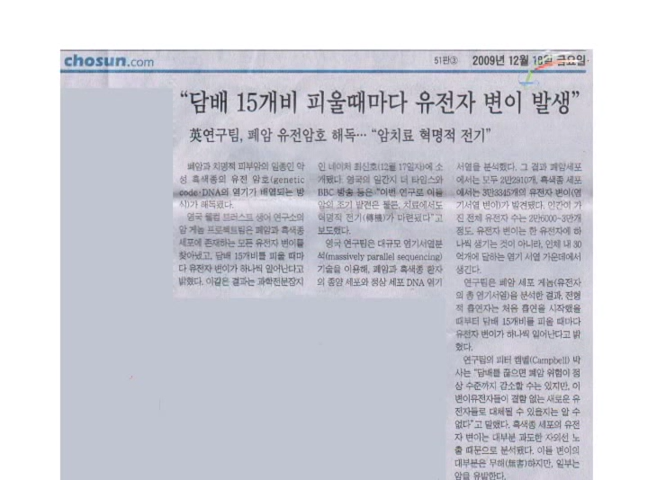 chosun.com
51판③ 2009년 12월 18일 금요일
“담배 15개비 피울때마다 유전자 변이 발생”
英연구팀, 폐암 유전암호 해독… “암치료 혁명적 전기”
폐암과 치명적 피부암의 일종인 악
성 흑색종의 유전 암호(genetic
code·DNA의 염기가 배열되는 방
식)가 해독됐다.
영국 웰컴 트러스트 생어 연구소의
암 게놈 프로젝트팀은 폐암과 흑색종
세포에 존재하는 모든 유전자 변이를
찾아냈고, 담배 15개비를 피울 때마
다 유전자 변이가 하나씩 일어난다고
밝혔다. 이같은 결과는 과학전문잡지
인 네이처 최신호(12월 17일자)에 소
개됐다. 영국의 일간지 더 타임스와
BBC 방송 등은 “이번 연구로 이들
암의 조기 발견은 물론, 치료에서도
혁명적 전기(轉機)가 마련됐다”고
보도했다.
영국 연구팀은 대규모 염기서열분
석(massively parallel sequencing)
기술을 이용해, 폐암과 흑색종 환자
의 종양 세포와 정상 세포 DNA 염기
서열을 분석했다. 그 결과 폐암세포
에서는 모두 2만2910개, 흑색종 세포
에서는 3만3345개의 유전자 변이(염
기서열 변이)가 발견됐다. 인간이 가
진 전체 유전자 수는 2만6000~3만개
정도. 유전자 변이는 한 유전자에 하
나씩 생기는 것이 아니라, 인체 내 30
억개에 달하는 염기 서열 가운데에서
생긴다.
연구팀은 폐암 세포 게놈(유전자
의 총 염기서열)을 분석한 결과, 전형
적 흡연자는 처음 흡연을 시작했을
때부터 담배 15개비를 피울 때마다
유전자 변이가 하나씩 일어난다고 밝
혔다.
연구팀의 피터 캠벨(Campbell) 박
사는 “담배를 끊으면 폐암 위험이 정
상 수준까지 감소할 수는 있지만, 이
변이유전자들이 결함 없는 새로운 유
전자들로 대체될 수 있을지는 알 수
없다”고 말했다. 흑색종 세포의 유전
자 변이는 대부분 과도한 자외선 노
출 때문으로 분석됐다. 이들 변이의
대부분은 무해(無害)하지만, 일부는
암을 유발한다.